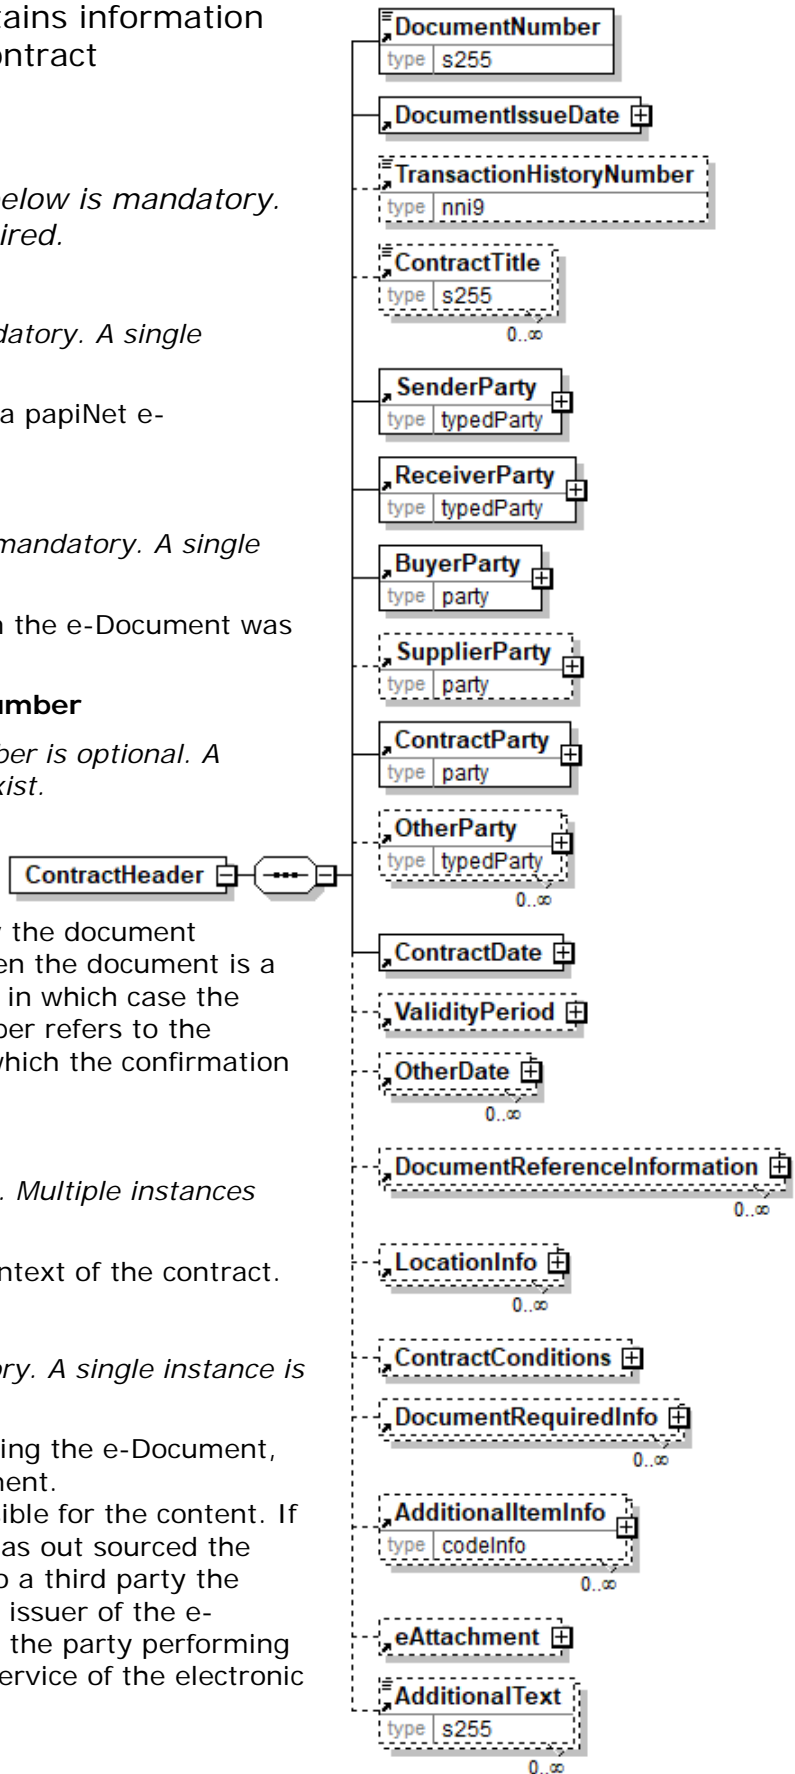 tains information
ontract
elow is mandatory.
ired.
datory. A single
a papiNet e-
mandatory. A single
n the e-Document was
umber
ber is optional. A
xist.
ContractHeader
y the document
en the document is a
in which case the
ber refers to the
which the confirmation
. Multiple instances
ntext of the contract.
ory. A single instance is
ing the e-Document,
ment.
sible for the content. If
as out sourced the
o a third party the
issuer of the e-
the party performing
ervice of the electronic
DocumentNumber
type s255
DocumentIssueDate
TransactionHistoryNumber
type nni9
ContractTitle
type s255
0..∞
SenderParty
type typedParty
ReceiverParty
type typedParty
BuyerParty
type party
SupplierParty
type party
ContractParty
type party
OtherParty
type typedParty
0..∞
ContractDate
ValidityPeriod
OtherDate
0..∞
DocumentReferenceInformation
0..∞
LocationInfo
0..∞
ContractConditions
DocumentRequiredInfo
0..∞
AdditionalItemInfo
type codeInfo
0..∞
eAttachment
AdditionalText
type s255
0..∞